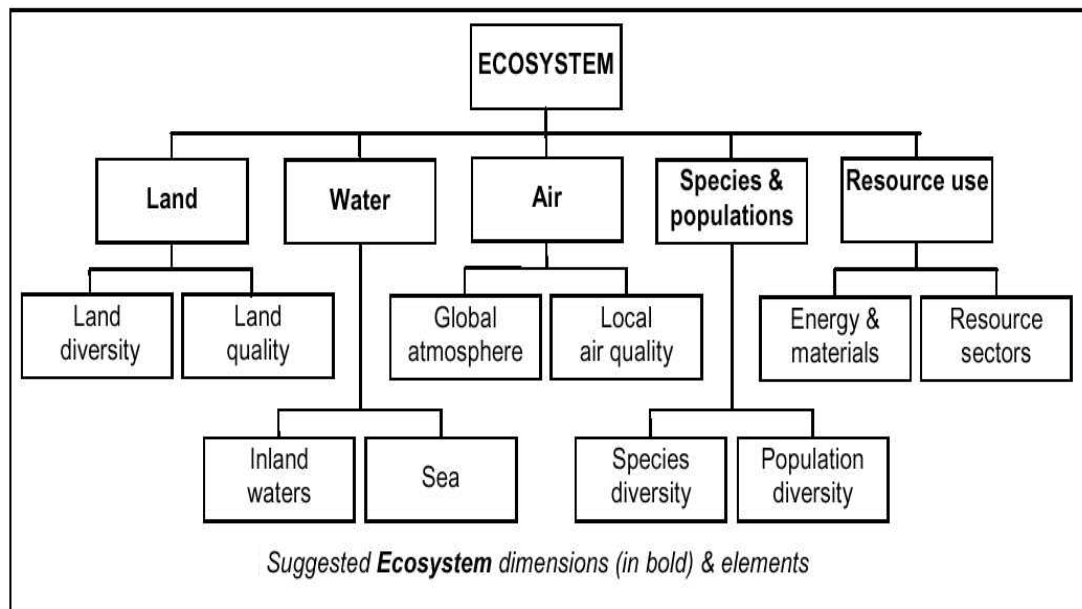 ECOSYSTEM
Land
Water
Air
Species &
populations
Resource use
Land
diversity
Land
quality
Global
atmosphere
Local
air quality
Energy &
materials
Resource
sectors
Inland
waters
Sea
Species
diversity
Population
diversity
Suggested Ecosystem dimensions (in bold) & elements